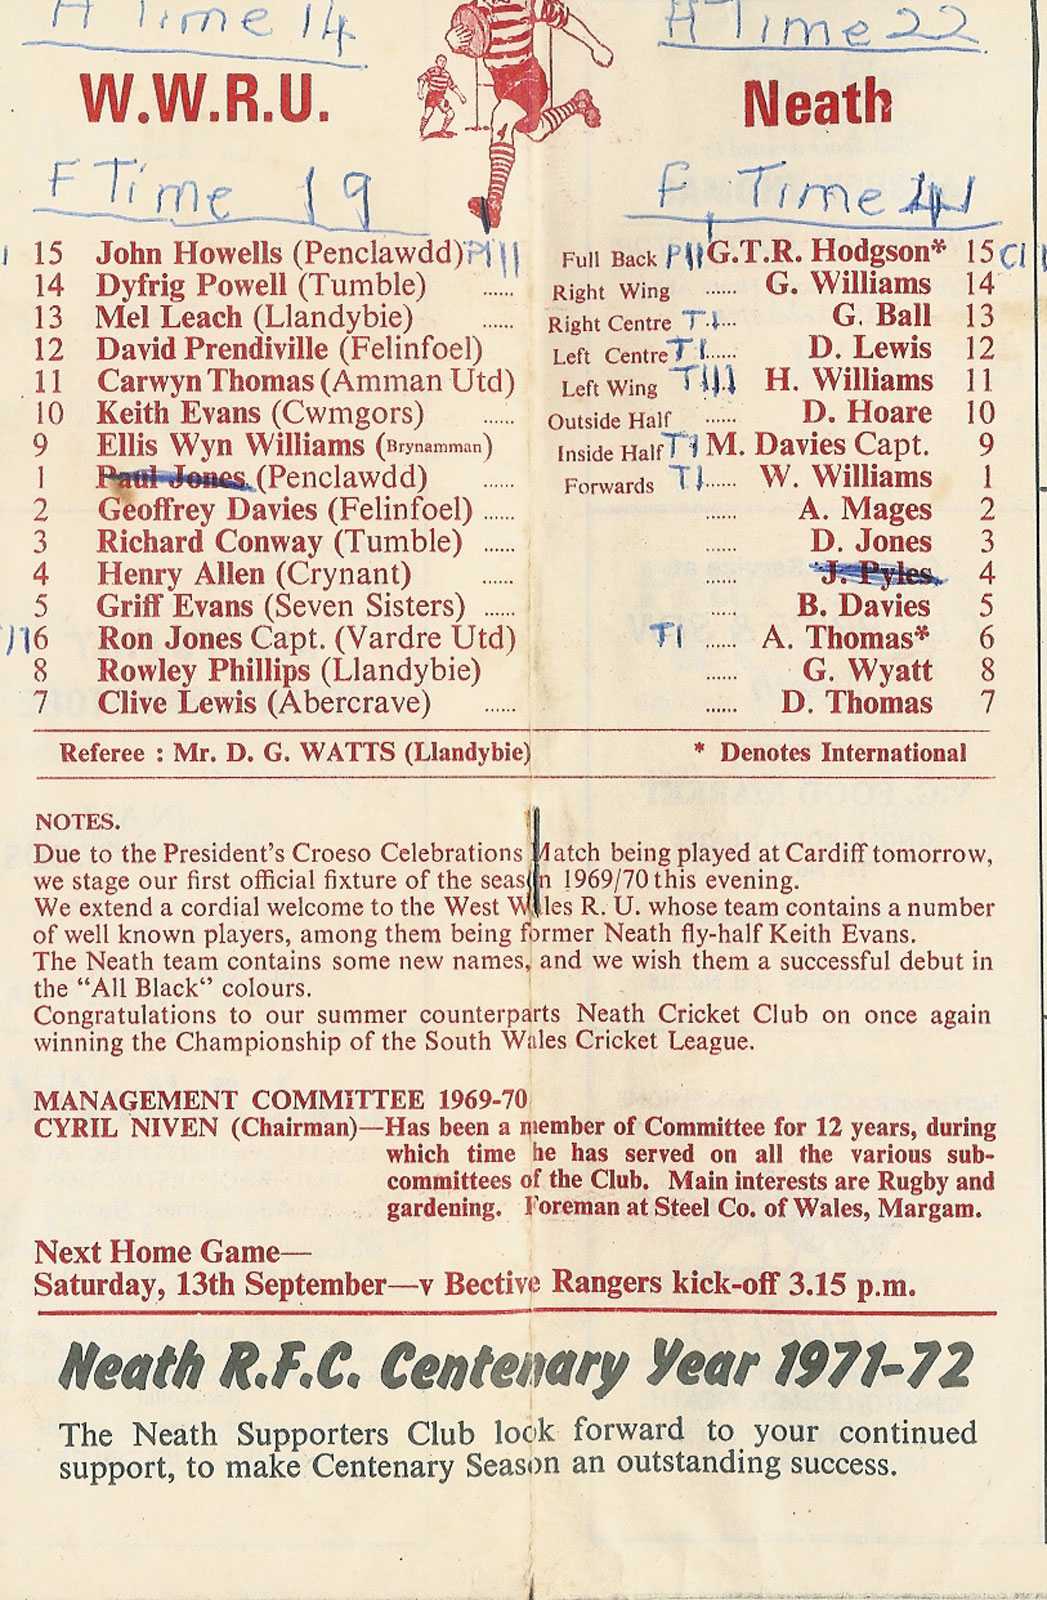 H Time 14
H Time 22
W.W.R.U.
Neath
F Time 19
F Time 41
15 John Howells (Penclawdd) P III Full Back P II G.T.R. Hodgson* 15
14 Dyfrig Powell (Tumble) ...... Right Wing ...... G. Williams 14
13 Mel Leach (Llandybie) ...... Right Centre T I ...... G. Ball 13
12 David Prendiville (Felinfoel) Left Centre T I ...... D. Lewis 12
11 Carwyn Thomas (Amman Utd) Left Wing T III H. Williams 11
10 Keith Evans (Cwmgors) ...... Outside Half ...... D. Hoare 10
9 Ellis Wyn Williams (Brynamman) Inside Half T I M. Davies Capt. 9
1 Paul Jones (Penclawdd) ...... Forwards T I ...... W. Williams 1
2 Geoffrey Davies (Felinfoel) ...... ...... A. Mages 2
3 Richard Conway (Tumble) ...... ...... D. Jones 3
4 Henry Allen (Crynant) ...... ...... J. Pyles 4
5 Griff Evans (Seven Sisters) ...... ...... B. Davies 5
6 Ron Jones Capt. (Vardre Utd) T I ...... A. Thomas* 6
8 Rowley Phillips (Llandybie) ...... G. Wyatt 8
7 Clive Lewis (Abercrave) ...... ...... D. Thomas 7
Referee : Mr. D. G. WATTS (Llandybie) * Denotes International
NOTES.
Due to the President's Croeso Celebrations Match being played at Cardiff tomorrow,
we stage our first official fixture of the season 1969/70 this evening.
We extend a cordial welcome to the West Wales R. U. whose team contains a number
of well known players, among them being former Neath fly-half Keith Evans.
The Neath team contains some new names, and we wish them a successful debut in
the "All Black" colours.
Congratulations to our summer counterparts Neath Cricket Club on once again
winning the Championship of the South Wales Cricket League.
MANAGEMENT COMMITTEE 1969-70
CYRIL NIVEN (Chairman)—Has been a member of Committee for 12 years, during
which time he has served on all the various sub-
committees of the Club. Main interests are Rugby and
gardening. Foreman at Steel Co. of Wales, Margam.
Next Home Game—
Saturday, 13th September—v Bective Rangers kick-off 3.15 p.m.
Neath R.F.C. Centenary Year 1971-72
The Neath Supporters Club look forward to your continued
support, to make Centenary Season an outstanding success.